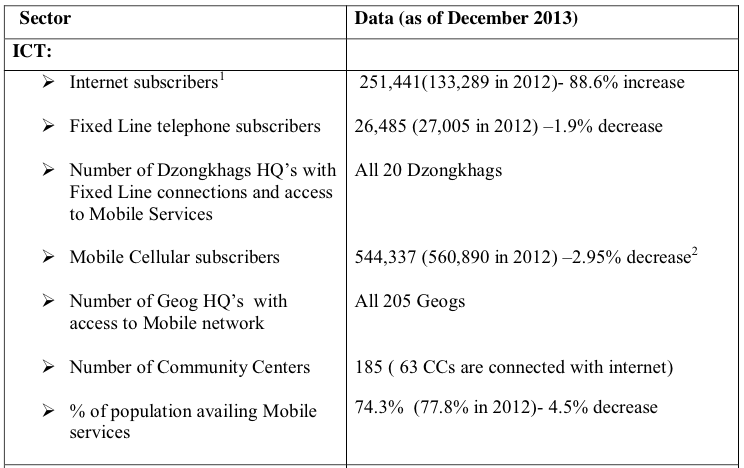 Sector Data (as of December 2013)
ICT:
➢ Internet subscribers1 251,441(133,289 in 2012)- 88.6% increase
➢ Fixed Line telephone subscribers 26,485 (27,005 in 2012) –1.9% decrease
➢ Number of Dzongkhags HQ’s with All 20 Dzongkhags
Fixed Line connections and access
to Mobile Services
➢ Mobile Cellular subscribers 544,337 (560,890 in 2012) –2.95% decrease2
➢ Number of Geog HQ’s with All 205 Geogs
access to Mobile network
➢ Number of Community Centers 185 ( 63 CCs are connected with internet)
➢ % of population availing Mobile 74.3% (77.8% in 2012)- 4.5% decrease
services